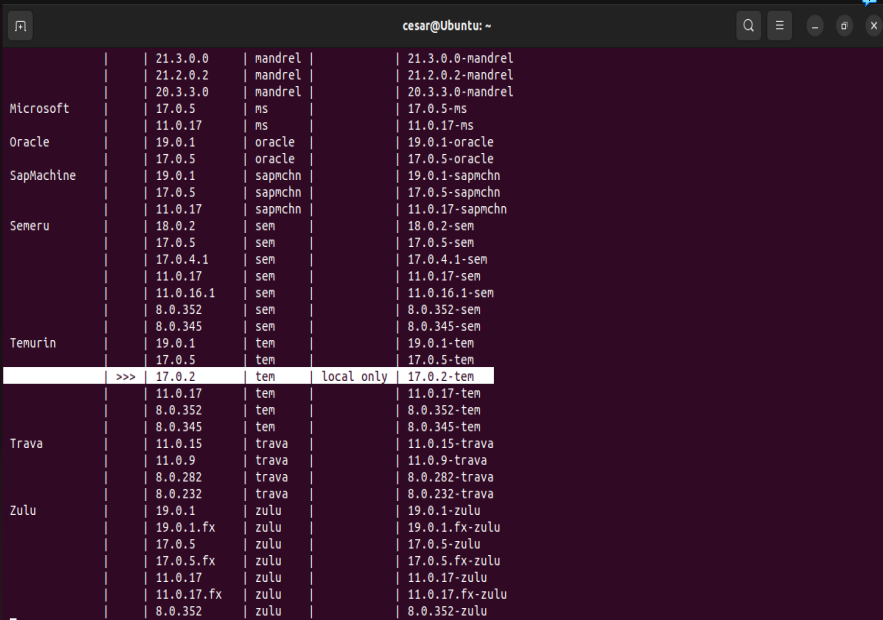 cesar@Ubuntu: ~
| | 21.3.0.0 | mandrel | | 21.3.0.0-mandrel
| | 21.2.0.2 | mandrel | | 21.2.0.2-mandrel
| | 20.3.3.0 | mandrel | | 20.3.3.0-mandrel
Microsoft | | 17.0.5 | ms | | 17.0.5-ms
| | 11.0.17 | ms | | 11.0.17-ms
Oracle | | 19.0.1 | oracle | | 19.0.1-oracle
| | 17.0.5 | oracle | | 17.0.5-oracle
SapMachine | | 19.0.1 | sapmchn | | 19.0.1-sapmchn
| | 17.0.5 | sapmchn | | 17.0.5-sapmchn
| | 11.0.17 | sapmchn | | 11.0.17-sapmchn
Semeru | | 18.0.2 | sem | | 18.0.2-sem
| | 17.0.5 | sem | | 17.0.5-sem
| | 17.0.4.1 | sem | | 17.0.4.1-sem
| | 11.0.17 | sem | | 11.0.17-sem
| | 11.0.16.1 | sem | | 11.0.16.1-sem
| | 8.0.352 | sem | | 8.0.352-sem
| | 8.0.345 | sem | | 8.0.345-sem
Temurin | | 19.0.1 | tem | | 19.0.1-tem
| | 17.0.5 | tem | | 17.0.5-tem
| >>> | 17.0.2 | tem | local only | 17.0.2-tem
| | 11.0.17 | tem | | 11.0.17-tem
| | 8.0.352 | tem | | 8.0.352-tem
| | 8.0.345 | tem | | 8.0.345-tem
Trava | | 11.0.15 | trava | | 11.0.15-trava
| | 11.0.9 | trava | | 11.0.9-trava
| | 8.0.282 | trava | | 8.0.282-trava
| | 8.0.232 | trava | | 8.0.232-trava
Zulu | | 19.0.1 | zulu | | 19.0.1-zulu
| | 19.0.1.fx | zulu | | 19.0.1.fx-zulu
| | 17.0.5 | zulu | | 17.0.5-zulu
| | 17.0.5.fx | zulu | | 17.0.5.fx-zulu
| | 11.0.17 | zulu | | 11.0.17-zulu
| | 11.0.17.fx | zulu | | 11.0.17.fx-zulu
| | 8.0.352 | zulu | | 8.0.352-zulu